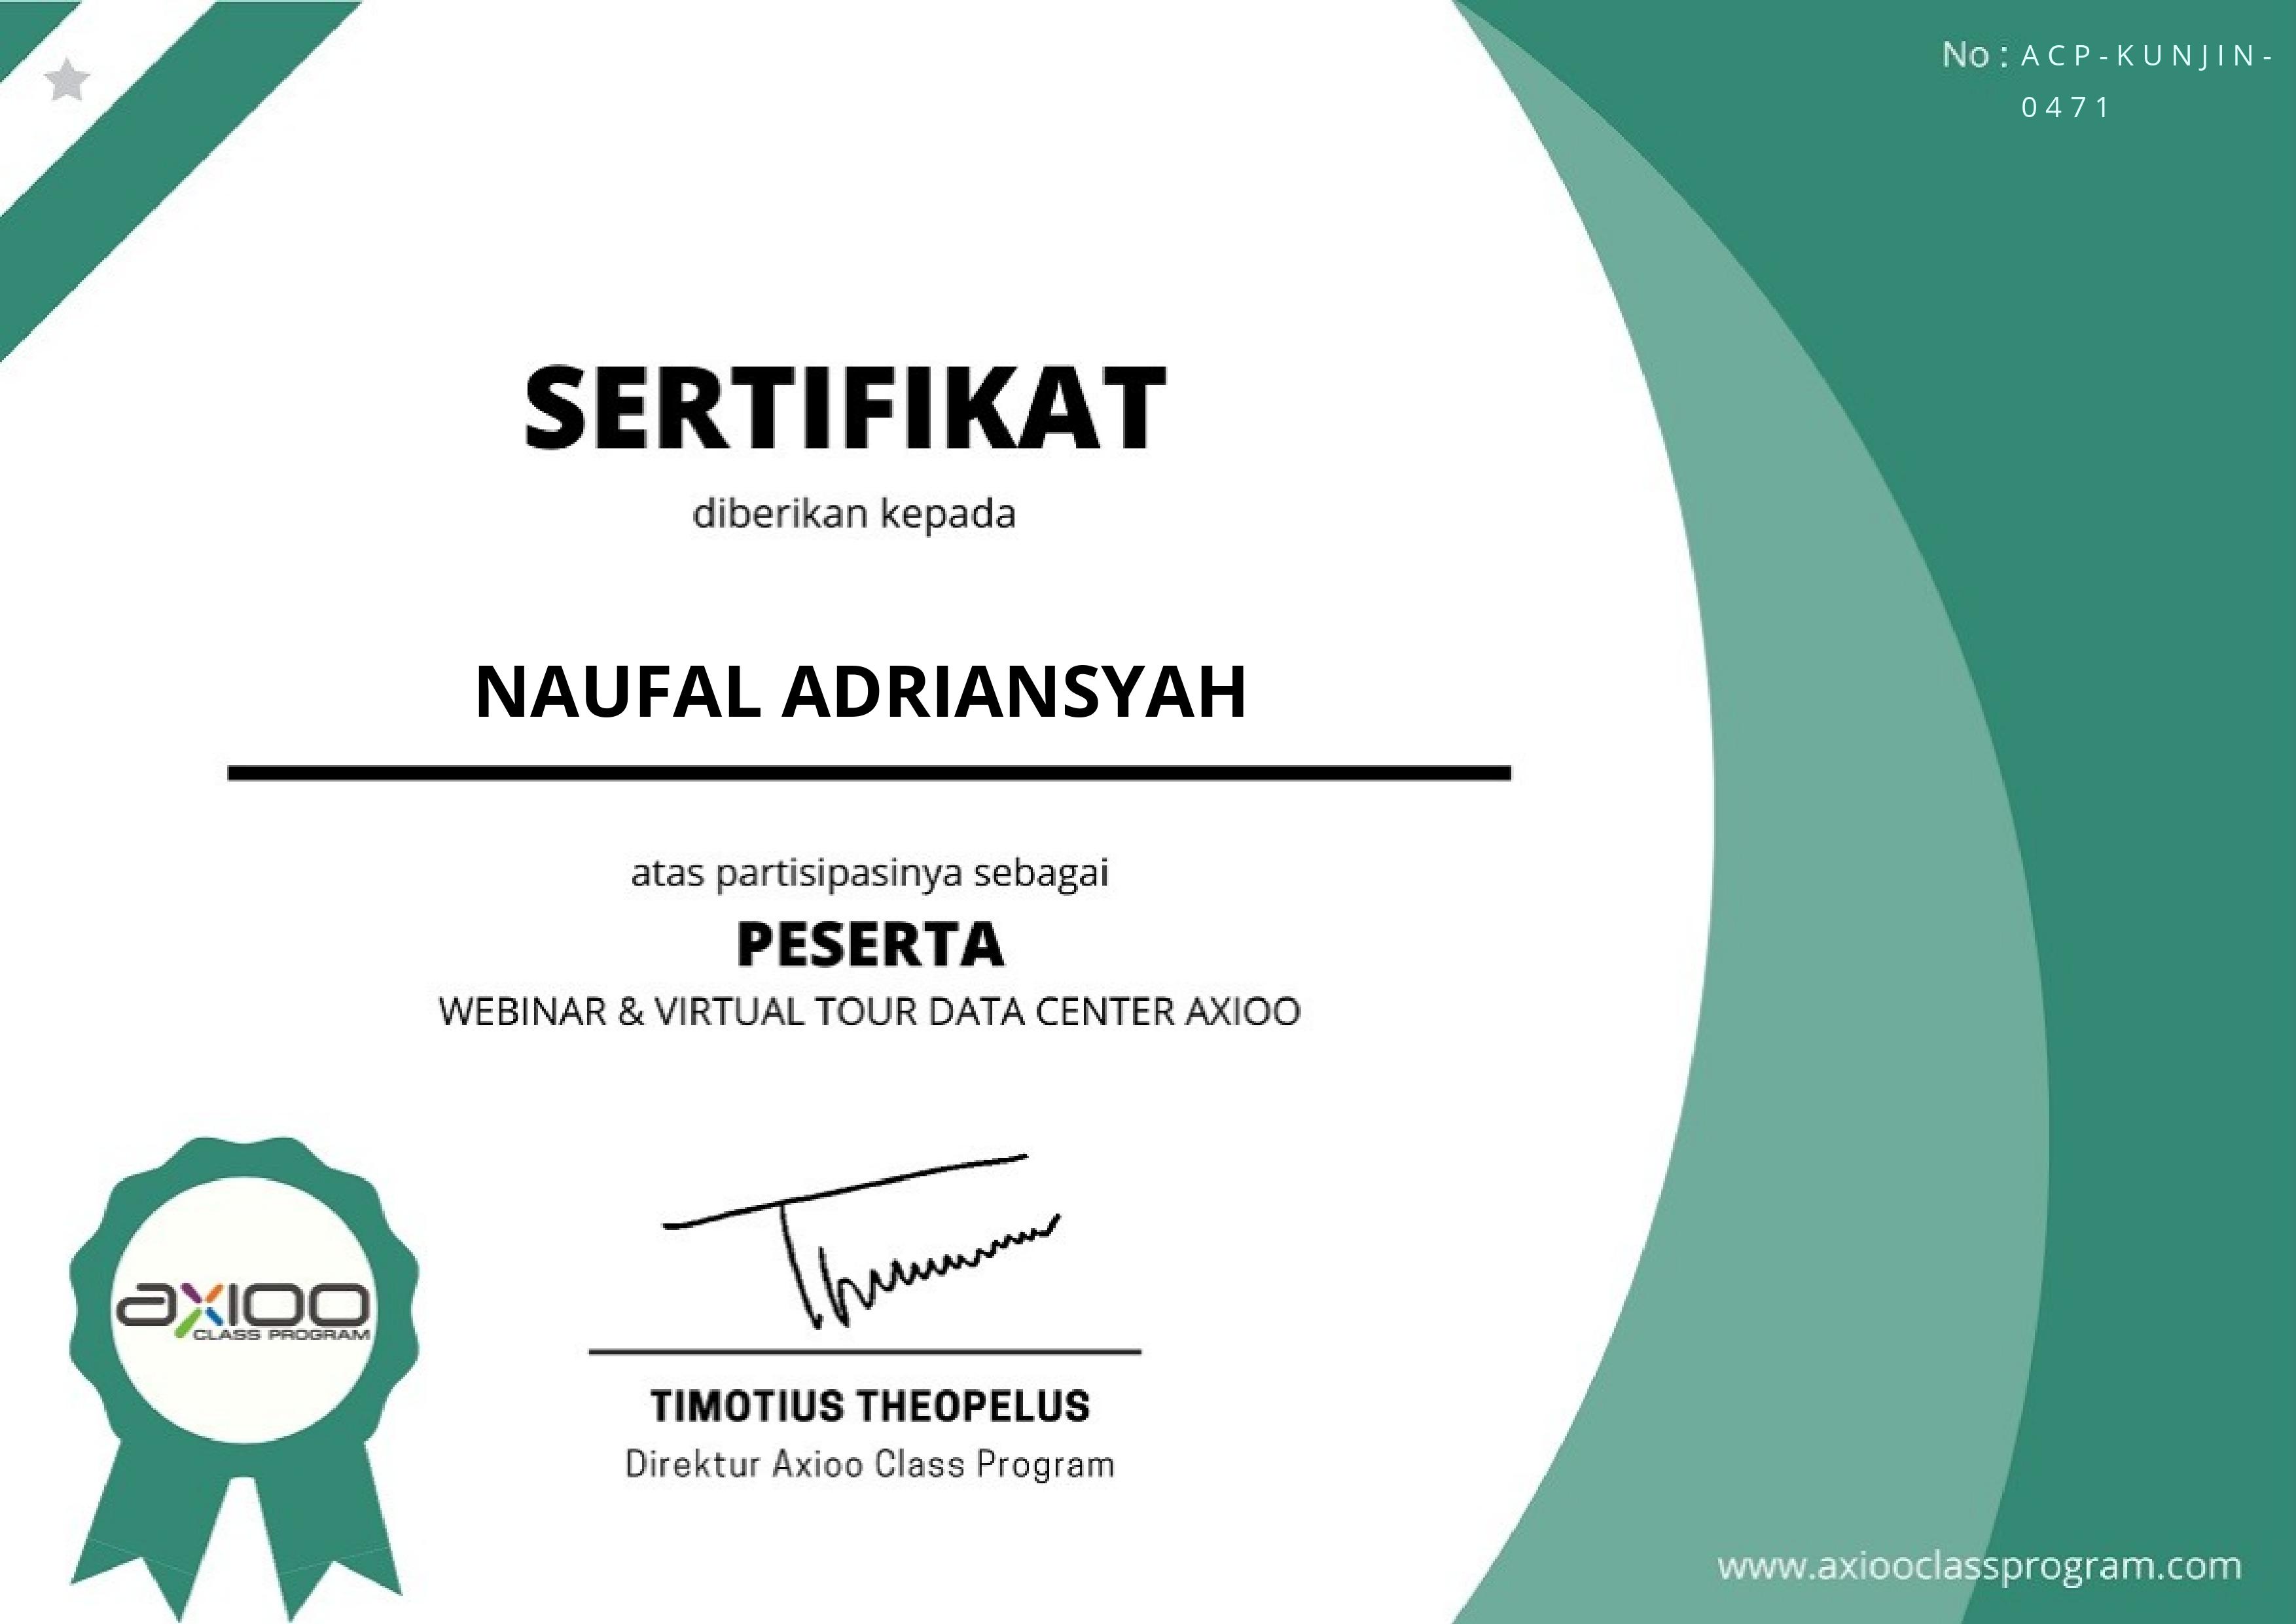 No : ACP-KUNJIN-
0471
SERTIFIKAT
diberikan kepada
NAUFAL ADRIANSYAH
atas partisipasinya sebagai
PESERTA
WEBINAR & VIRTUAL TOUR DATA CENTER AXIOO
axioo
CLASS PROGRAM
TIMOTIUS THEOPELUS
Direktur Axioo Class Program
www.axiooclassprogram.com